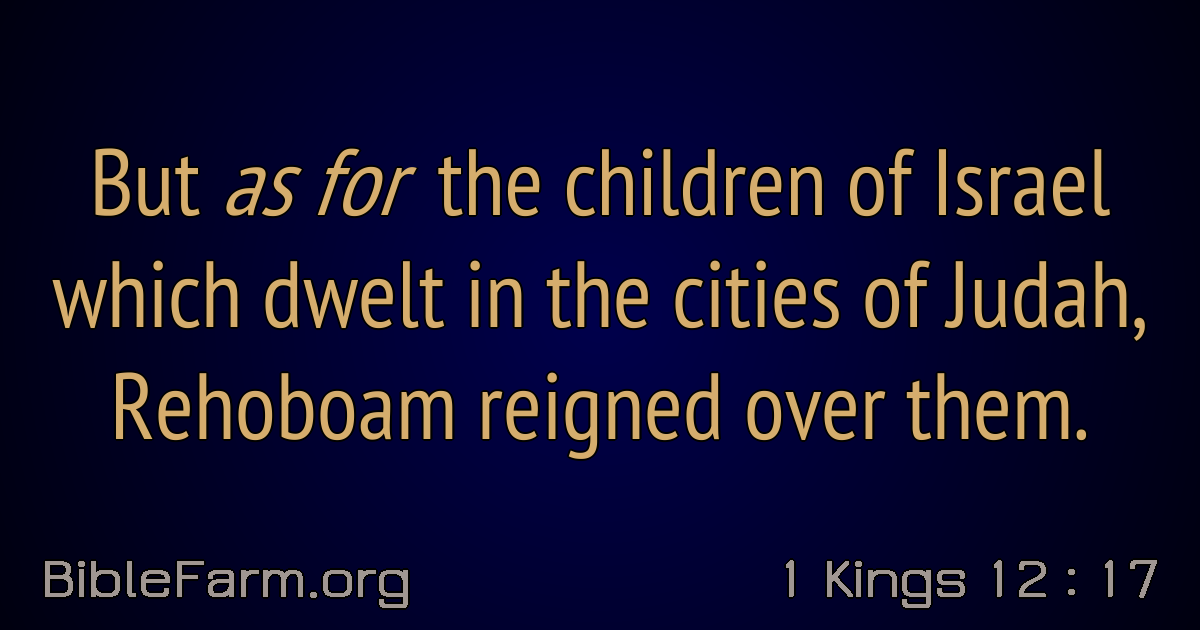 But as for the children of Israel
which dwelt in the cities of Judah,
Rehoboam reigned over them.
BibleFarm.org
1 Kings 12 : 17